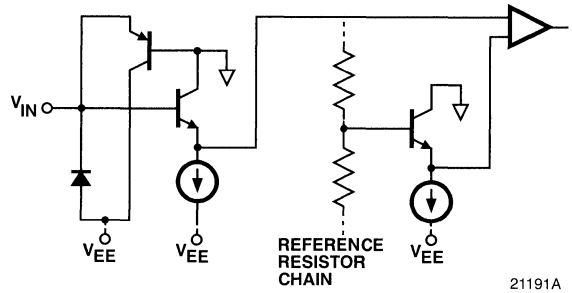 VIN
VEE
VEE
REFERENCE
RESISTOR
CHAIN
VEE
21191A